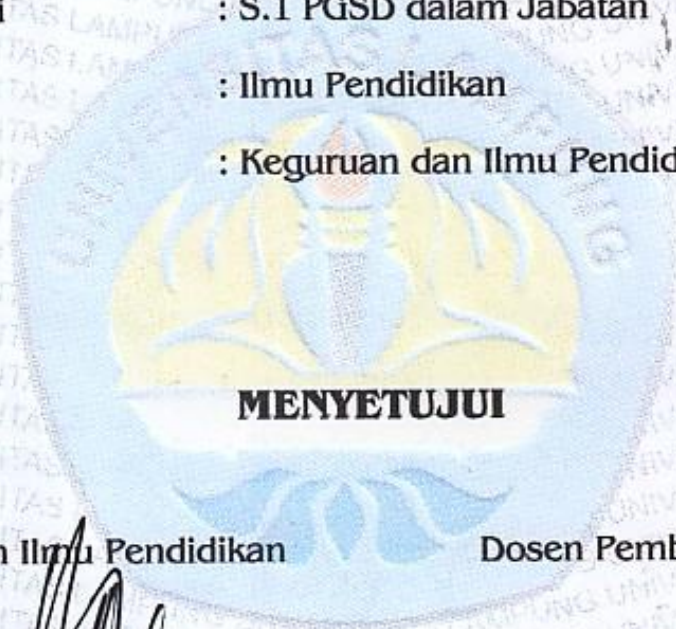 i : S.1 PGSD dalam Jabatan
: Ilmu Pendidikan
: Keguruan dan Ilmu Pendid
MENYETUJUI
n Ilmu Pendidikan Dosen Pemb